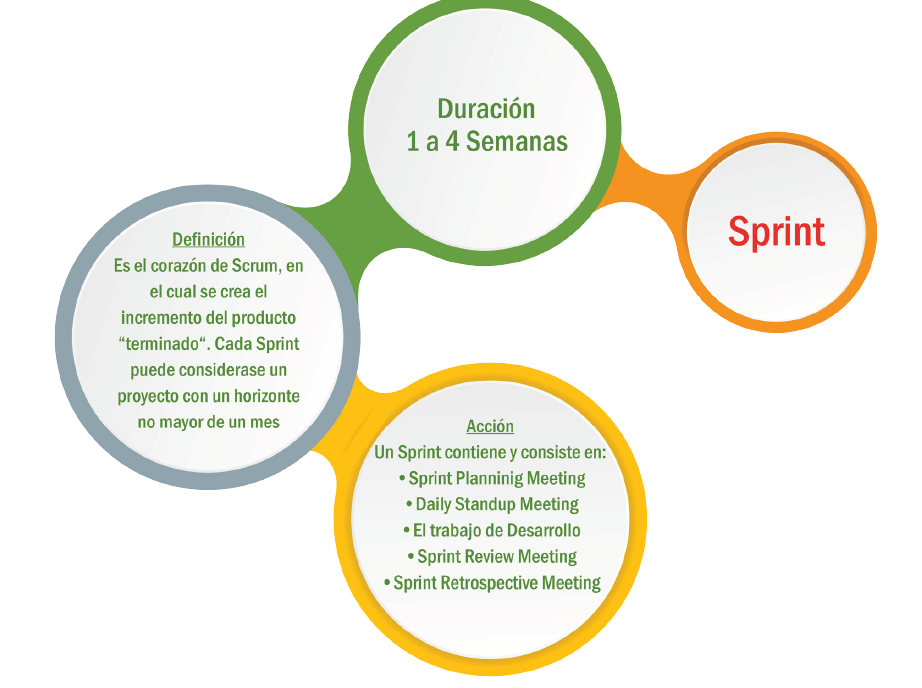 Duración
1 a 4 Semanas
Sprint
Definición
Es el corazón de Scrum, en
el cual se crea el
incremento del producto
“terminado“. Cada Sprint
puede considerase un
proyecto con un horizonte
no mayor de un mes
Acción
Un Sprint contiene y consiste en:
• Sprint Planninig Meeting
• Daily Standup Meeting
• El trabajo de Desarrollo
• Sprint Review Meeting
• Sprint Retrospective Meeting